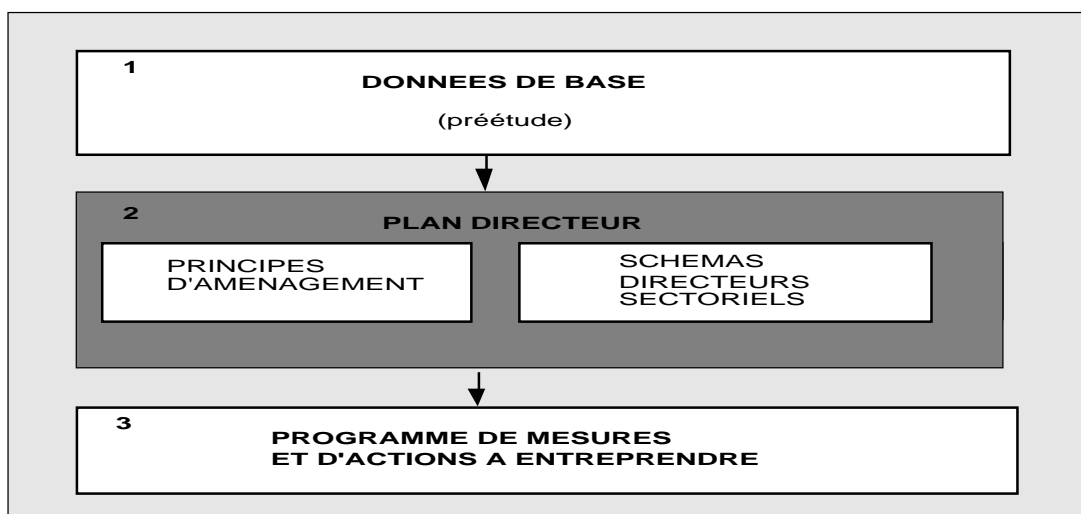 1
DONNEES DE BASE
(préétude)
2
PLAN DIRECTEUR
PRINCIPES
D'AMENAGEMENT
SCHEMAS
DIRECTEURS
SECTORIELS
3
PROGRAMME DE MESURES
ET D'ACTIONS A ENTREPRENDRE